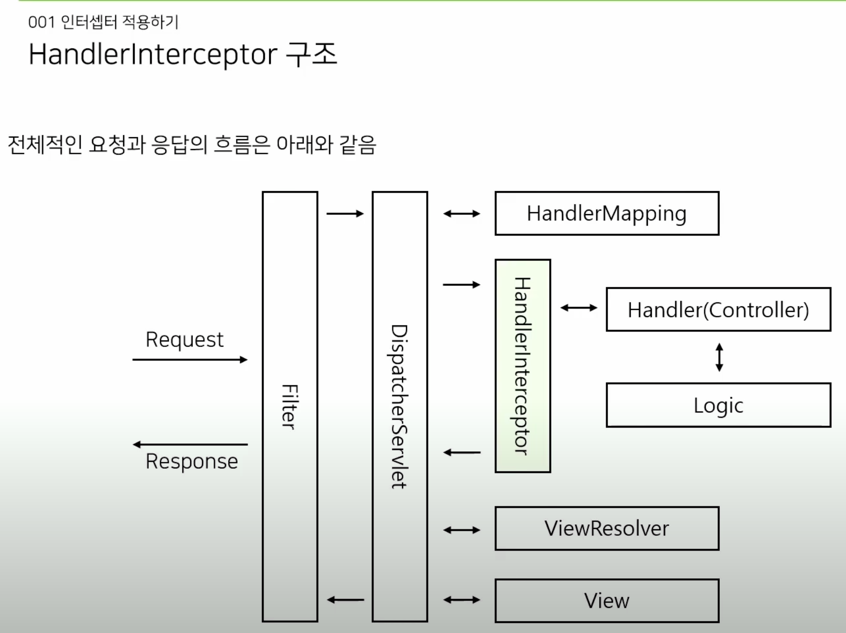 001 인터셉터 적용하기
HandlerInterceptor 구조
전체적인 요청과 응답의 흐름은 아래와 같음
Request
Response
Filter
DispatcherServlet
HandlerMapping
HandlerInterceptor
Handler(Controller)
Logic
ViewResolver
View